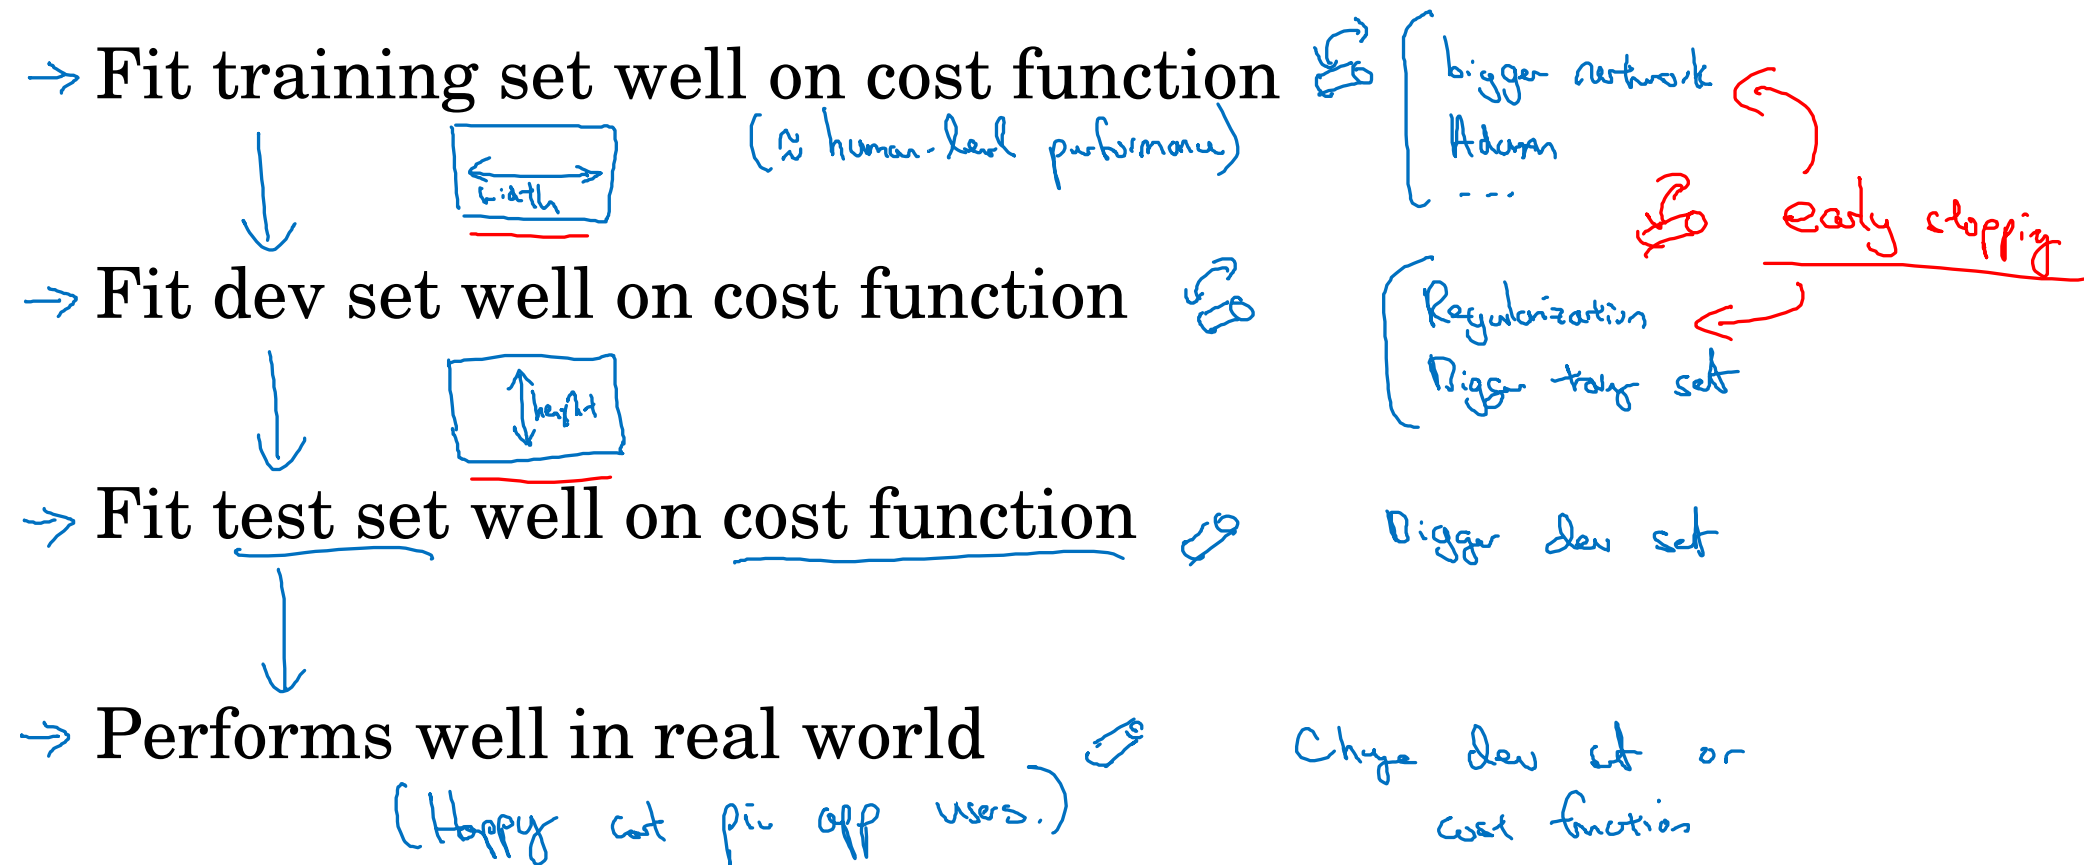 → Fit training set well on cost function
(≈ human-level performance)
bigger network
Adam
...
width
early stopping
→ Fit dev set well on cost function
Regularization
Bigger set
height
→ Fit test set well on cost function
Bigger dev set
→ Performs well in real world
Change dev set or
cost function
(Happy cat pic app users.)